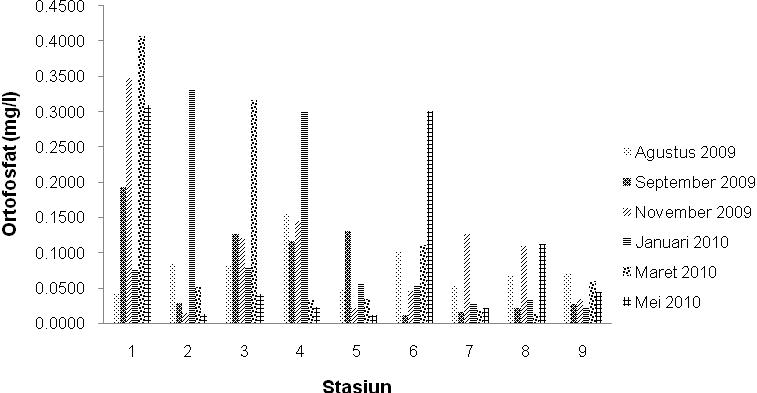 0.4500
0.4000
0.3500
0.3000
0.2500
0.2000
0.1500
0.1000
0.0500
0.0000
Ortofosfat (mg/l)
1 2 3 4 5 6 7 8 9
Stasiun
Agustus 2009
September 2009
November 2009
Januari 2010
Maret 2010
Mei 2010